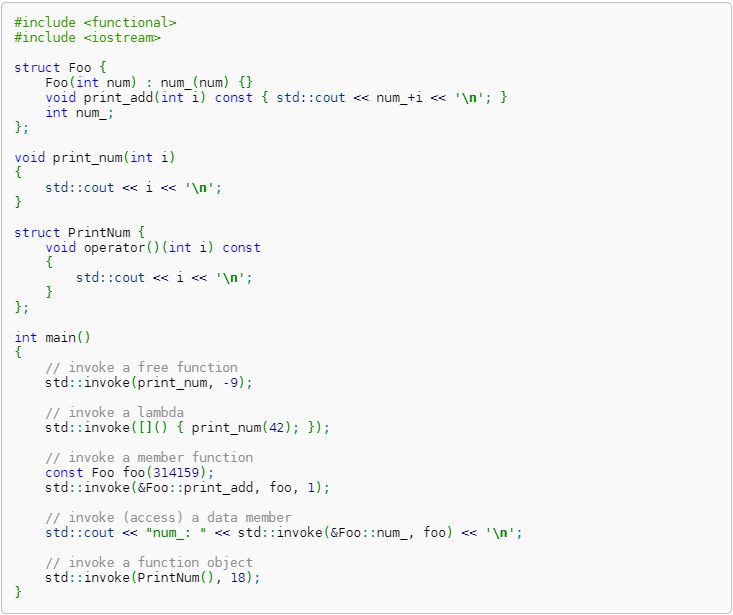 #include <functional>
#include <iostream>

struct Foo {
    Foo(int num) : num_(num) {}
    void print_add(int i) const { std::cout << num_+i << '\n'; }
    int num_;
};

void print_num(int i)
{
    std::cout << i << '\n';
}

struct PrintNum {
    void operator()(int i) const
    {
        std::cout << i << '\n';
    }
};

int main()
{
    // invoke a free function
    std::invoke(print_num, -9);

    // invoke a lambda
    std::invoke([]() { print_num(42); });

    // invoke a member function
    const Foo foo(314159);
    std::invoke(&Foo::print_add, foo, 1);

    // invoke (access) a data member
    std::cout << "num_: " << std::invoke(&Foo::num_, foo) << '\n';

    // invoke a function object
    std::invoke(PrintNum(), 18);
}